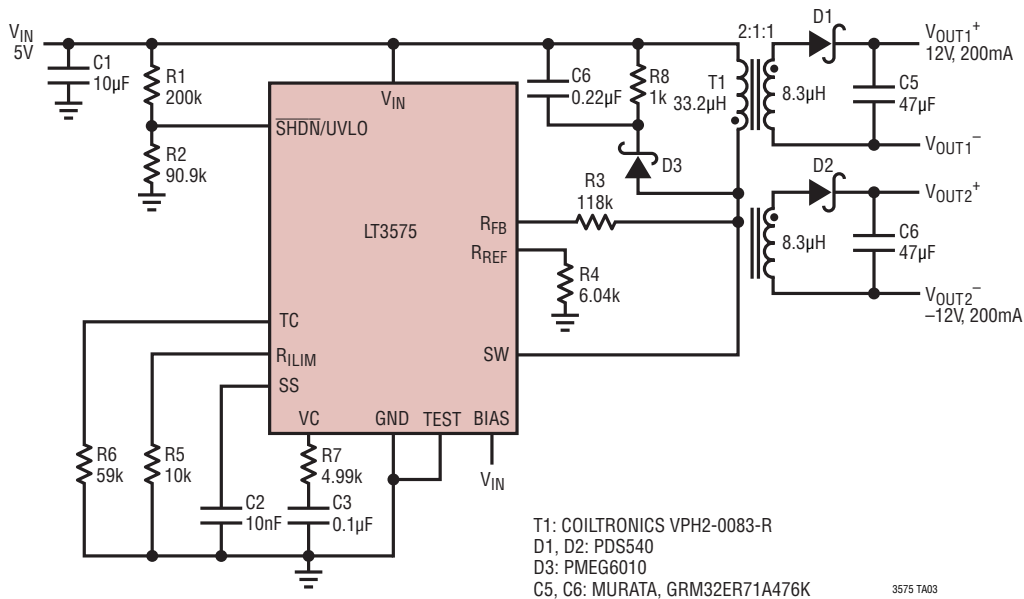 VIN
5V
C1
10µF
R1
200k
R2
90.9k
VIN
SHDN/UVLO
LT3575
RFB
RREF
TC
RILIM
SS
SW
VC
GND
TEST
BIAS
VIN
C6
0.22µF
R8
1k
D3
R3
118k
R4
6.04k
T1
33.2µH
2:1:1
8.3µH
D1
C5
47µF
VOUT1+
12V, 200mA
VOUT1–
8.3µH
D2
C6
47µF
VOUT2+
VOUT2–
–12V, 200mA
R6
59k
R5
10k
C2
10nF
R7
4.99k
C3
0.1µF
T1: COILTRONICS VPH2-0083-R
D1, D2: PDS540
D3: PMEG6010
C5, C6: MURATA, GRM32ER71A476K
3575 TA03